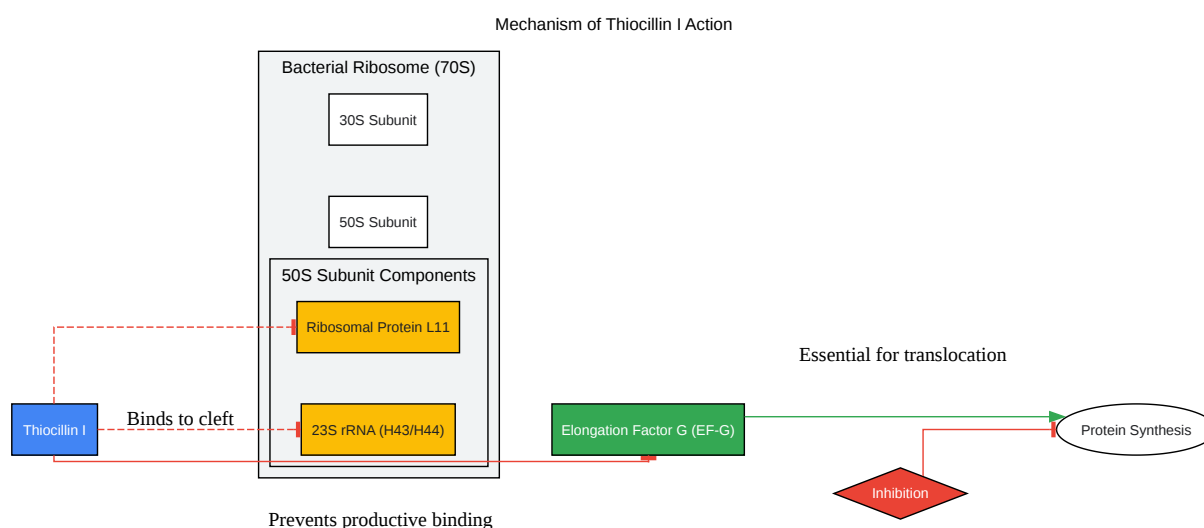 Mechanism of Thiocillin I Action
Bacterial Ribosome (70S)
30S Subunit
50S Subunit
50S Subunit Components
Ribosomal Protein L11
Essential for translocation
Thiocillin I
Binds to cleft
23S rRNA (H43/H44)
Elongation Factor G (EF-G)
Protein Synthesis
Inhibition
Prevents productive binding